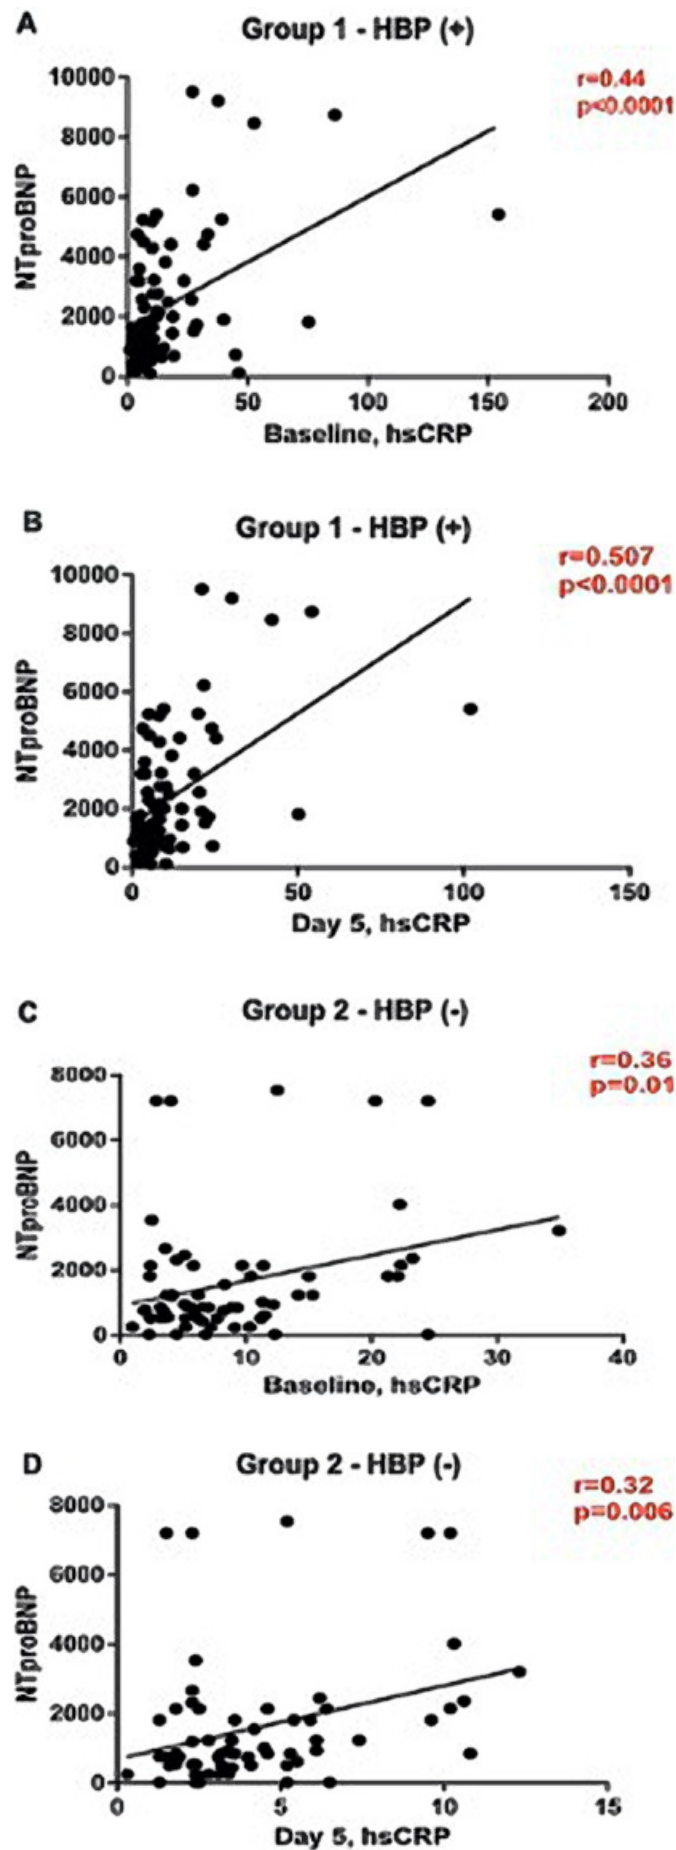 A
Group 1 - HBP (+)
r=0.44
p<0.0001
10000
8000
6000
4000
2000
0
NTproBNP
0 50 100 150 200
Baseline, hsCRP
B
Group 1 - HBP (+)
r=0.507
p<0.0001
10000
8000
6000
4000
2000
0
NTproBNP
0 50 100 150
Day 5, hsCRP
C
Group 2 - HBP (-)
r=0.36
p=0.01
8000
6000
4000
2000
0
NTproBNP
0 10 20 30 40
Baseline, hsCRP
D
Group 2 - HBP (-)
r=0.32
p=0.006
8000
6000
4000
2000
0
NTproBNP
0 5 10 15
Day 5, hsCRP